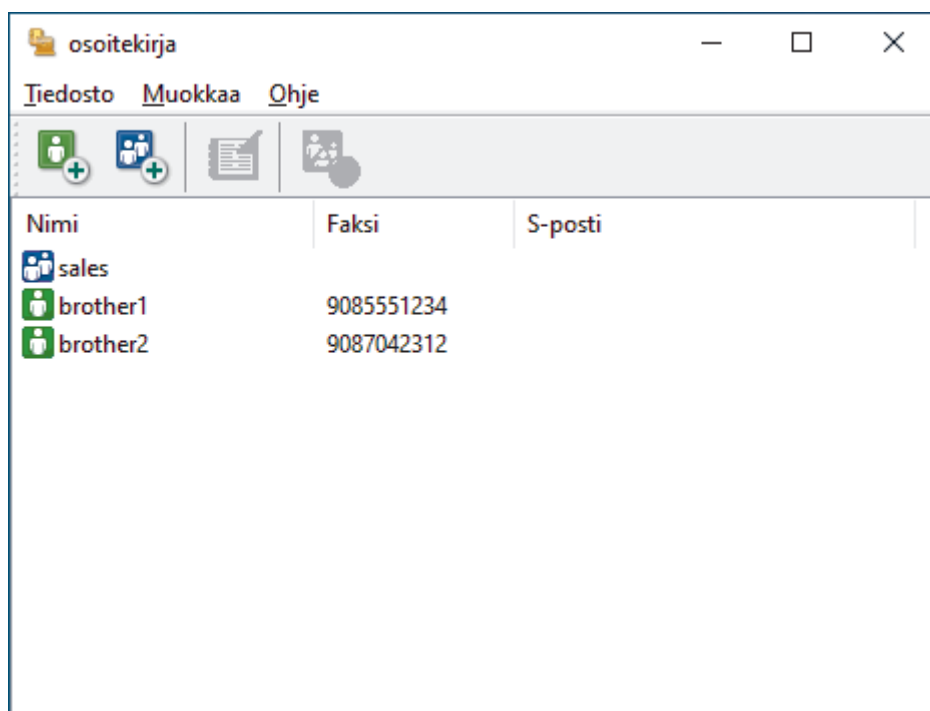 osoitekirja
Tiedosto Muokkaa Ohje
Nimi Faksi S-posti
sales
brother1 9085551234
brother2 9087042312